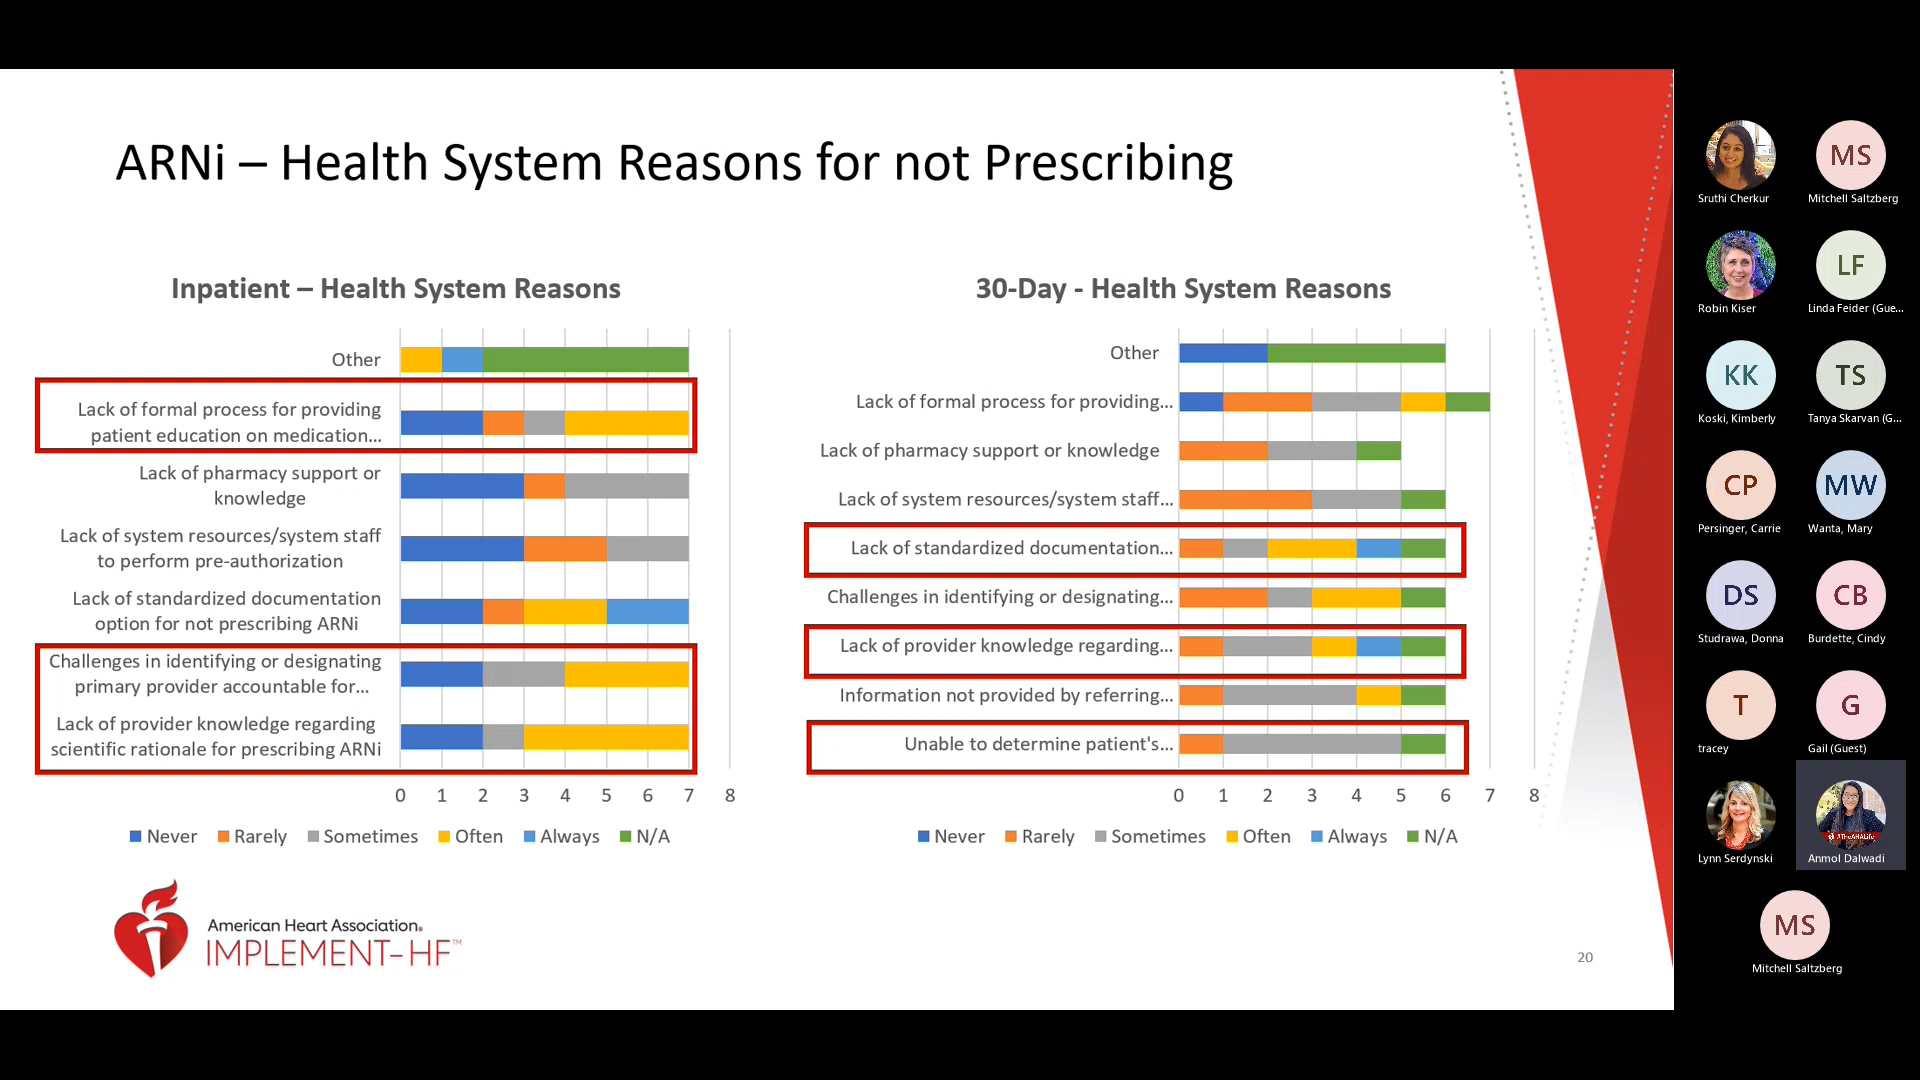 ARNi – Health System Reasons for not Prescribing
Inpatient – Health System Reasons
Other
Lack of formal process for providing
patient education on medication...
Lack of pharmacy support or
knowledge
Lack of system resources/system staff
to perform pre-authorization
Lack of standardized documentation
option for not prescribing ARNi
Challenges in identifying or designating
primary provider accountable for...
Lack of provider knowledge regarding
scientific rationale for prescribing ARNi
0 1 2 3 4 5 6 7 8
Never Rarely Sometimes Often Always N/A
30-Day - Health System Reasons
Other
Lack of formal process for providing...
Lack of pharmacy support or knowledge
Lack of system resources/system staff...
Lack of standardized documentation...
Challenges in identifying or designating...
Lack of provider knowledge regarding...
Information not provided by referring...
Unable to determine patient's...
0 1 2 3 4 5 6 7 8
Never Rarely Sometimes Often Always N/A
American Heart Association®
IMPLEMENT-HF™
20
Sruthi Cherkur
MS
Mitchell Saltzberg
Robin Kiser
LF
Linda Feider (Gue...
KK
Koski, Kimberly
TS
Tanya Skarvan (G...
CP
Persinger, Carrie
MW
Wanta, Mary
DS
Studrawa, Donna
CB
Burdette, Cindy
T
tracey
G
Gail (Guest)
Lynn Serdynski
#TheAHALife
Anmol Dalwadi
MS
Mitchell Saltzberg